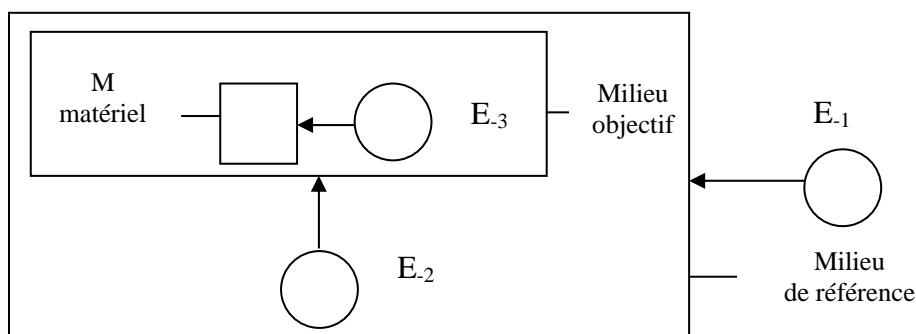 M
matériel
E-3
Milieu
objectif
E-1
E-2
Milieu
de référence